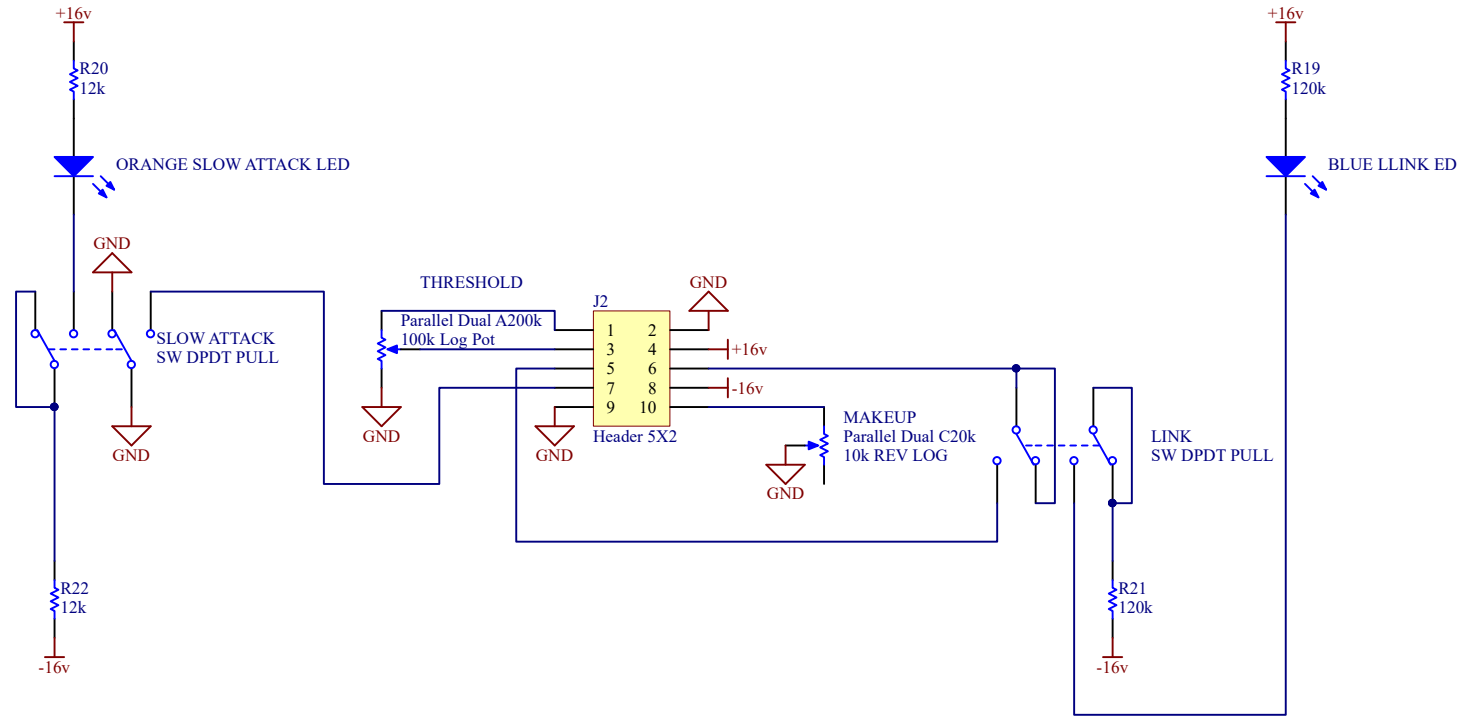 +16v
R20
12k
ORANGE SLOW ATTACK LED
GND
SLOW ATTACK
SW DPDT PULL
GND
R22
12k
-16v
THRESHOLD
Parallel Dual A200k
100k Log Pot
GND
J2
1 2
3 4
5 6
7 8
9 10
Header 5X2
GND
GND
+16v
-16v
MAKEUP
Parallel Dual C20k
10k REV LOG
GND
LINK
SW DPDT PULL
R21
120k
-16v
+16v
R19
120k
BLUE LLINK ED